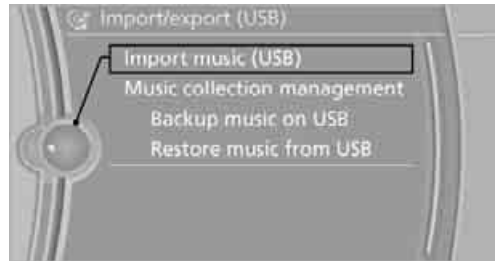 Import/export (USB)
Import music (USB)
Music collection management
Backup music on USB
Restore music from USB